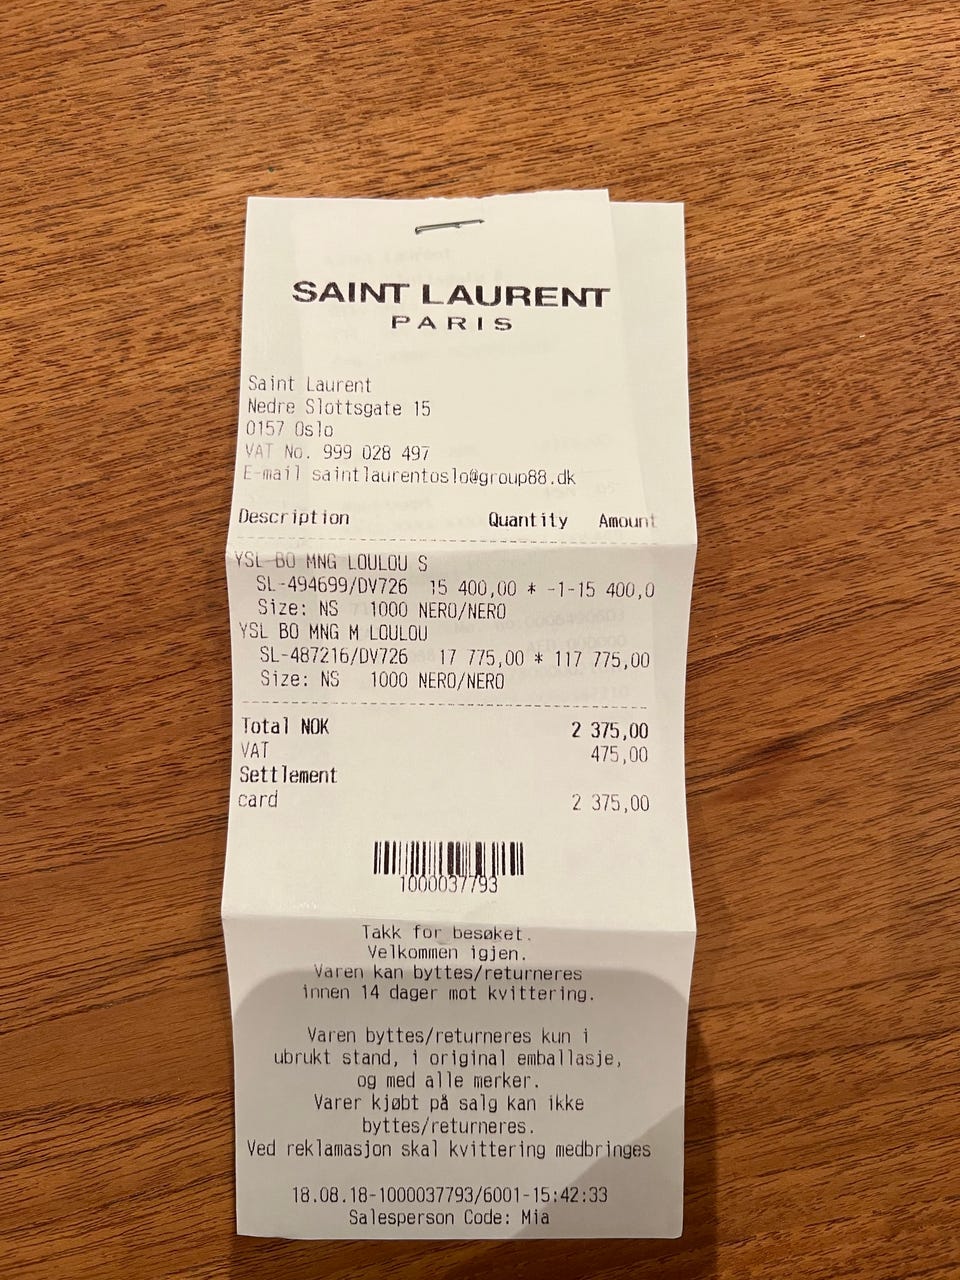 SAINT LAURENT
PARIS
Saint Laurent
Nedre Slottsgate 15
0157 Oslo
VAT No. 999 028 497
E-mail saintlaurentoslo@group88.dk
Description Quantity Amount
YSL BO MNG LOULOU S
SL-494699/DV726 15 400,00 * -1-15 400,0
Size: NS 1000 NERO/NERO
YSL BO MNG M LOULOU
SL-487216/DV726 17 775,00 * 117 775,00
Size: NS 1000 NERO/NERO
Total NOK 2 375,00
VAT 475,00
Settlement
card 2 375,00
1000037793
Takk for besøket.
Velkommen igjen.
Varen kan byttes/returneres
innen 14 dager mot kvittering.
Varen byttes/returneres kun i
ubrukt stand, i original emballasje,
og med alle merker.
Varer kjøbt på salg kan ikke
byttes/returneres.
Ved reklamasjon skal kvittering medbringes
18.08.18-1000037793/6001-15:42:33
Salesperson Code: Mia